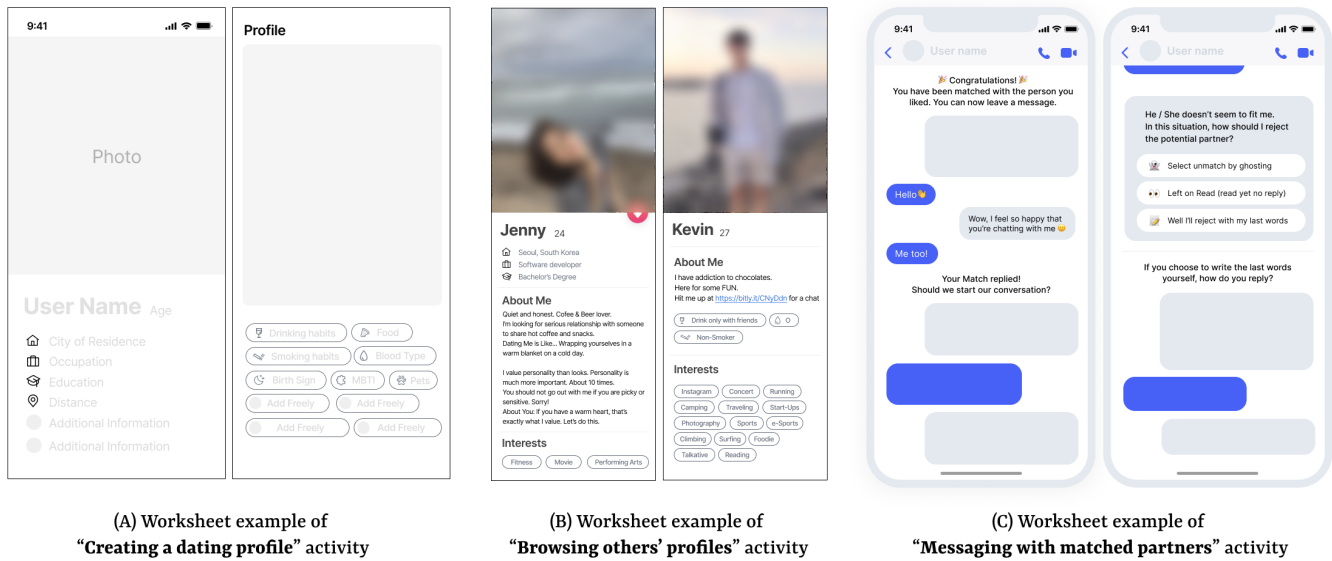 9:41
Photo
User Name Age
City of Residence
Occupation
Education
Distance
Additional Information
Additional Information
Profile
Drinking habits
Food
Smoking habits
Blood Type
Birth Sign
MBTI
Pets
Add Freely
Add Freely
Add Freely
Add Freely
(A) Worksheet example of
“Creating a dating profile” activity
Jenny 24
Seoul, South Korea
Software developer
Bachelor's Degree
About Me
Quiet and honest. Cofee & Beer lover.
I'm looking for serious relationship with someone
to share hot coffee and snacks.
Dating Me is Like... Wrapping yourselves in a
warm blanket on a cold day.
I value personality than looks. Personality is
much more important. About 10 times.
You should not go out with me if you are picky or
sensitive. Sorry!
About You: If you have a warm heart, that's
exactly what I value. Let's do this.
Interests
Fitness
Movie
Performing Arts
Kevin 27
About Me
I have addiction to chocolates.
Here for some FUN.
Hit me up at https://bitly.it/CNyDdn for a chat
Drink only with friends
O
Non-Smoker
Interests
Instagram
Concert
Running
Camping
Traveling
Start-Ups
Photography
Sports
e-Sports
Climbing
Surfing
Foodie
Talkative
Reading
(B) Worksheet example of
“Browsing others’ profiles” activity
9:41
User name
🎉 Congratulations! 🎉
You have been matched with the person you
liked. You can now leave a message.
Hello👋
Wow, I feel so happy that
you're chatting with me 😊
Me too!
Your Match replied!
Should we start our conversation?
9:41
User name
He / She doesn't seem to fit me.
In this situation, how should I reject
the potential partner?
Select unmatch by ghosting
👀 Left on Read (read yet no reply)
📝 Well I'll reject with my last words
If you choose to write the last words
yourself, how do you reply?
(C) Worksheet example of
“Messaging with matched partners” activity